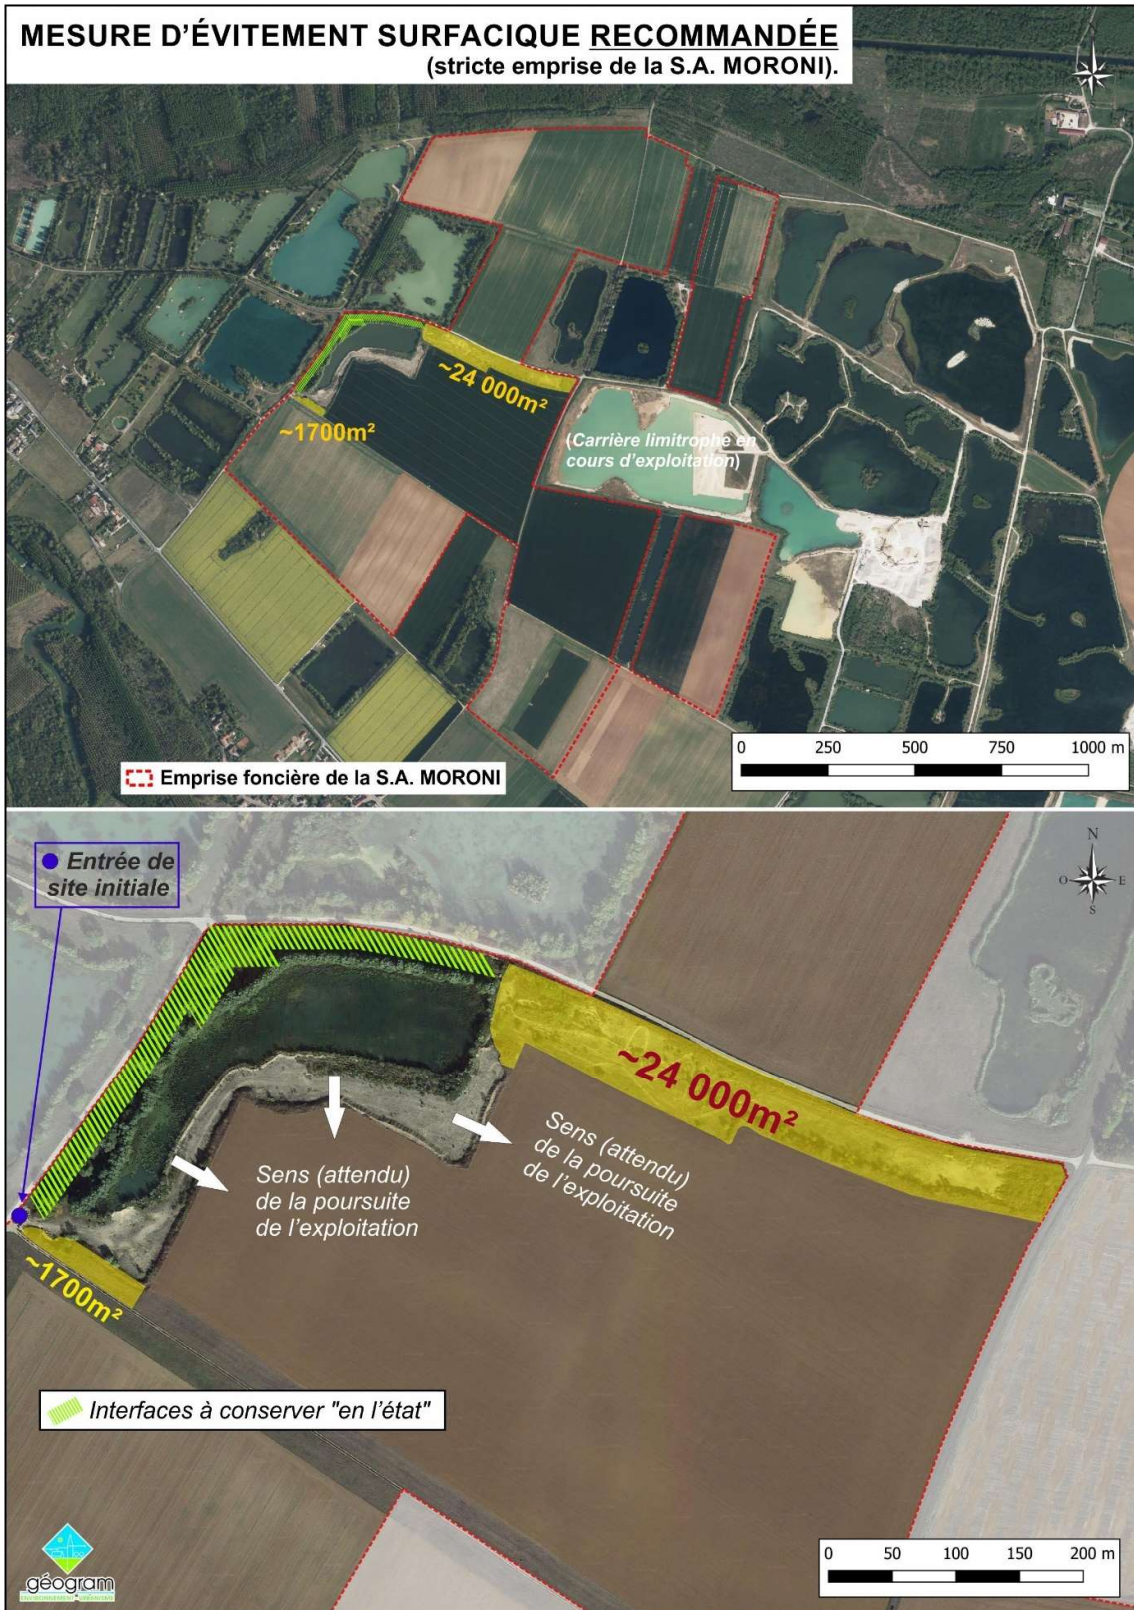 MESURE D’ÉVITEMENT SURFACIQUE RECOMMANDÉE
(stricte emprise de la S.A. MORONI).
~24 000m²
~1700m²
(Carrière limitrophe en
cours d’exploitation)
Emprise foncière de la S.A. MORONI
0 250 500 750 1000 m
Entrée de
site initiale
N
O E
S
~24 000m²
Sens (attendu)
de la poursuite
de l’exploitation
Sens (attendu)
de la poursuite
de l’exploitation
~1700m²
Interfaces à conserver "en l’état"
géogram
ENVIRONNEMENT URBANISME
0 50 100 150 200 m